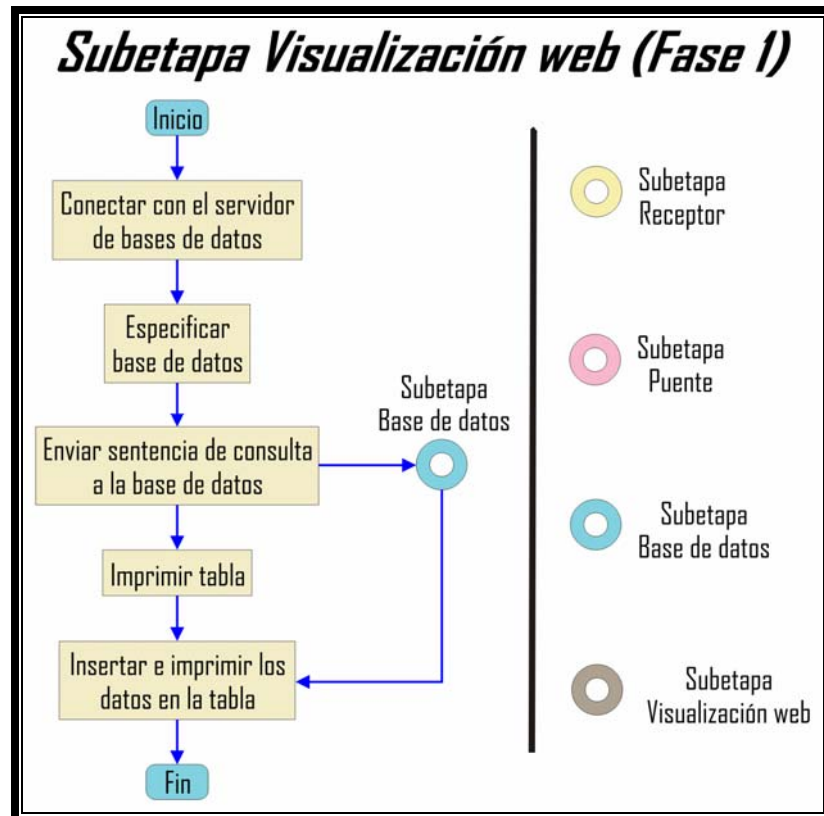 Subetapa Visualización web (Fase 1)
Inicio
Conectar con el servidor
de bases de datos
Especificar
base de datos
Enviar sentencia de consulta
a la base de datos
Subetapa
Base de datos
Imprimir tabla
Insertar e imprimir los
datos en la tabla
Fin
Subetapa
Receptor
Subetapa
Puente
Subetapa
Base de datos
Subetapa
Visualización web